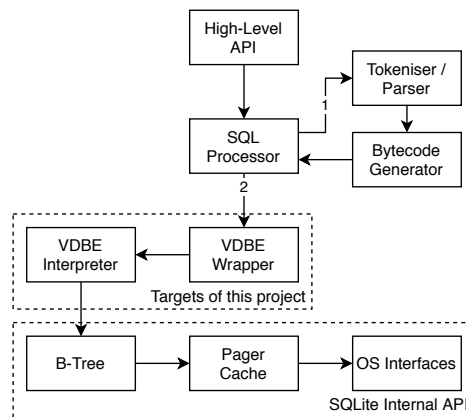 High-Level
API
Tokeniser /
Parser
1
SQL
Processor
Bytecode
Generator
2
VDBE
Interpreter
VDBE
Wrapper
Targets of this project
B-Tree
Pager
Cache
OS Interfaces
SQLite Internal API